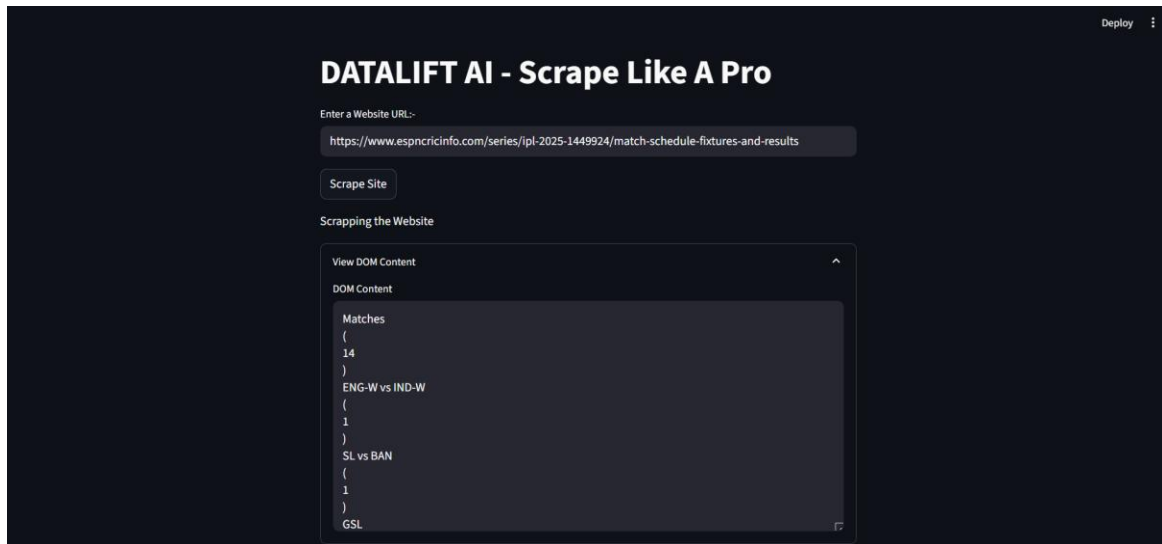 Deploy
DATALIFT AI - Scrape Like A Pro
Enter a Website URL:-
https://www.espncricinfo.com/series/ipl-2025-1449924/match-schedule-fixtures-and-results
Scrape Site
Scrapping the Website
View DOM Content
DOM Content
Matches
(
14
)
ENG-W vs IND-W
(
1
)
SL vs BAN
(
1
)
GSL